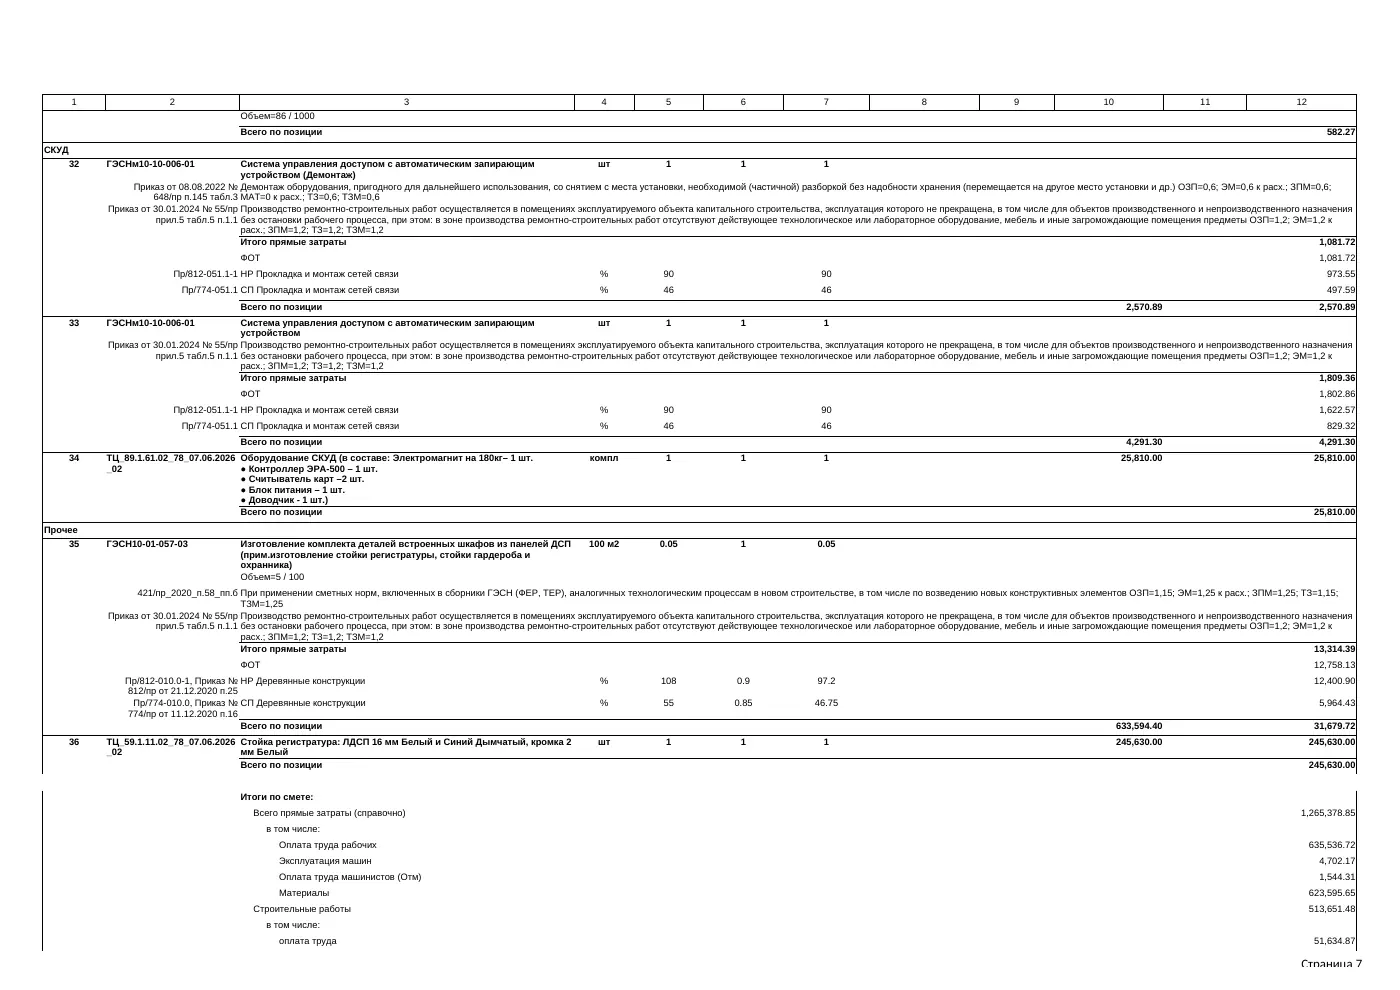 1 2 3 4 5 6 7 8 9 10 11 12
Объем=86 / 1000
Всего по позиции 582.27
СКУД
32 ГЭСНм10-10-006-01 Система управления доступом с автоматическим запирающим шт 1 1 1
устройством (Демонтаж)
Приказ от 08.08.2022 № Демонтаж оборудования, пригодного для дальнейшего использования, со снятием с места установки, необходимой (частичной) разборкой без надобности хранения (перемещается на другое место установки и др.) ОЗП=0,6; ЭМ=0,6 к расх.; ЗПМ=0,6;
648/пр п.145 табл.3 МАТ=0 к расх.; ТЗ=0,6; ТЗМ=0,6
Приказ от 30.01.2024 № 55/пр Производство ремонтно-строительных работ осуществляется в помещениях эксплуатируемого объекта капитального строительства, эксплуатация которого не прекращена, в том числе для объектов производственного и непроизводственного назначения
прил.5 табл.5 п.1.1 без остановки рабочего процесса, при этом: в зоне производства ремонтно-строительных работ отсутствуют действующее технологическое или лабораторное оборудование, мебель и иные загромождающие помещения предметы ОЗП=1,2; ЭМ=1,2 к
расх.; ЗПМ=1,2; ТЗ=1,2; ТЗМ=1,2
Итого прямые затраты 1,081.72
ФОТ 1,081.72
Пр/812-051.1-1 НР Прокладка и монтаж сетей связи % 90 90 973.55
Пр/774-051.1 СП Прокладка и монтаж сетей связи % 46 46 497.59
Всего по позиции 2,570.89 2,570.89
33 ГЭСНм10-10-006-01 Система управления доступом с автоматическим запирающим шт 1 1 1
устройством
Приказ от 30.01.2024 № 55/пр Производство ремонтно-строительных работ осуществляется в помещениях эксплуатируемого объекта капитального строительства, эксплуатация которого не прекращена, в том числе для объектов производственного и непроизводственного назначения
прил.5 табл.5 п.1.1 без остановки рабочего процесса, при этом: в зоне производства ремонтно-строительных работ отсутствуют действующее технологическое или лабораторное оборудование, мебель и иные загромождающие помещения предметы ОЗП=1,2; ЭМ=1,2 к
расх.; ЗПМ=1,2; ТЗ=1,2; ТЗМ=1,2
Итого прямые затраты 1,809.36
ФОТ 1,802.86
Пр/812-051.1-1 НР Прокладка и монтаж сетей связи % 90 90 1,622.57
Пр/774-051.1 СП Прокладка и монтаж сетей связи % 46 46 829.32
Всего по позиции 4,291.30 4,291.30
34 ТЦ_89.1.61.02_78_07.06.2026 Оборудование СКУД (в составе: Электромагнит на 180кг– 1 шт. компл 1 1 1 25,810.00 25,810.00
_02 ● Контроллер ЭРА-500 – 1 шт.
● Считыватель карт –2 шт.
● Блок питания – 1 шт.
● Доводчик - 1 шт.)
Всего по позиции 25,810.00
Прочее
35 ГЭСН10-01-057-03 Изготовление комплекта деталей встроенных шкафов из панелей ДСП 100 м2 0.05 1 0.05
(прим.изготовление стойки регистратуры, стойки гардероба и
охранника)
Объем=5 / 100
421/пр_2020_п.58_пп.б При применении сметных норм, включенных в сборники ГЭСН (ФЕР, ТЕР), аналогичных технологическим процессам в новом строительстве, в том числе по возведению новых конструктивных элементов ОЗП=1,15; ЭМ=1,25 к расх.; ЗПМ=1,25; ТЗ=1,15;
ТЗМ=1,25
Приказ от 30.01.2024 № 55/пр Производство ремонтно-строительных работ осуществляется в помещениях эксплуатируемого объекта капитального строительства, эксплуатация которого не прекращена, в том числе для объектов производственного и непроизводственного назначения
прил.5 табл.5 п.1.1 без остановки рабочего процесса, при этом: в зоне производства ремонтно-строительных работ отсутствуют действующее технологическое или лабораторное оборудование, мебель и иные загромождающие помещения предметы ОЗП=1,2; ЭМ=1,2 к
расх.; ЗПМ=1,2; ТЗ=1,2; ТЗМ=1,2
Итого прямые затраты 13,314.39
ФОТ 12,758.13
Пр/812-010.0-1, Приказ № НР Деревянные конструкции % 108 0.9 97.2 12,400.90
812/пр от 21.12.2020 п.25
Пр/774-010.0, Приказ № СП Деревянные конструкции % 55 0.85 46.75 5,964.43
774/пр от 11.12.2020 п.16
Всего по позиции 633,594.40 31,679.72
36 ТЦ_59.1.11.02_78_07.06.2026 Стойка регистратура: ЛДСП 16 мм Белый и Синий Дымчатый, кромка 2 шт 1 1 1 245,630.00 245,630.00
_02 мм Белый
Всего по позиции 245,630.00
Итоги по смете:
Всего прямые затраты (справочно) 1,265,378.85
в том числе:
Оплата труда рабочих 635,536.72
Эксплуатация машин 4,702.17
Оплата труда машинистов (Отм) 1,544.31
Материалы 623,595.65
Строительные работы 513,651.48
в том числе:
оплата труда 51,634.87
Страница 7